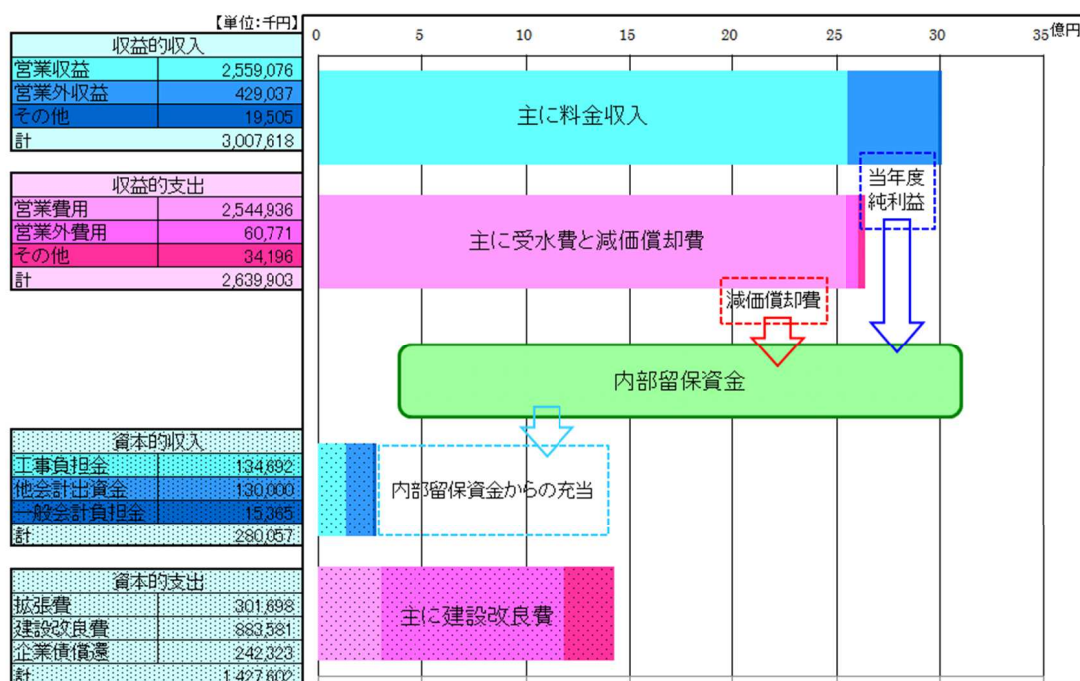 【単位:千円】
収益的収入
営業収益 2,559,076
営業外収益 429,037
その他 19,505
計 3,007,618
収益的支出
営業費用 2,544,936
営業外費用 60,771
その他 34,196
計 2,639,903
資本的収入
工事負担金 134,692
他会計出資金 130,000
一般会計負担金 15,365
計 280,057
資本的支出
拡張費 301,698
建設改良費 883,581
企業債償還 242,323
計 1,427,602
0 5 10 15 20 25 30 35 億円
主に料金収入
当年度
純利益
主に受水費と減価償却費
減価償却費
内部留保資金
内部留保資金からの充当
主に建設改良費